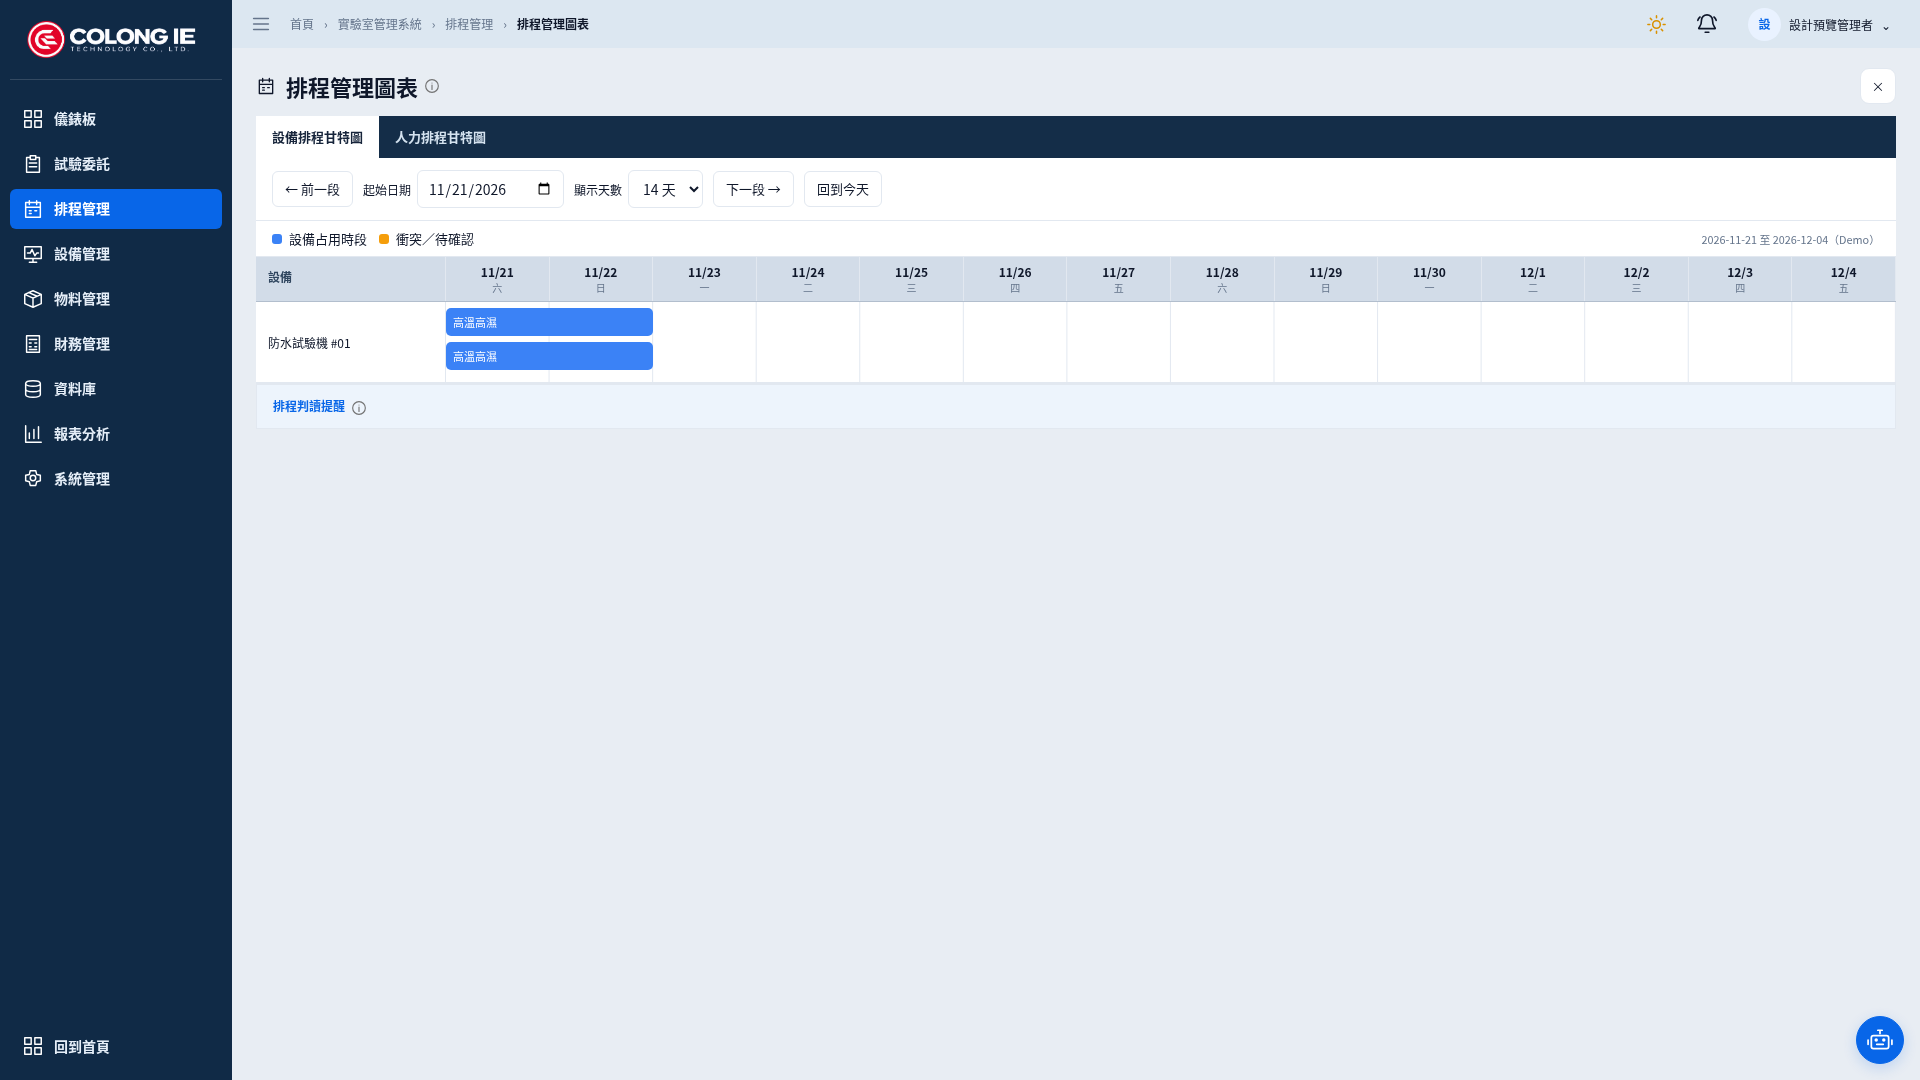 COLONG IE
TECHNOLOGY CO., LTD.
儀錶板
試驗委託
排程管理
設備管理
物料管理
財務管理
資料庫
報表分析
系統管理
回到首頁
首頁 › 實驗室管理系統 › 排程管理 › 排程管理圖表
設 設計預覽管理者
排程管理圖表
設備排程甘特圖 人力排程甘特圖
← 前一段 起始日期 11/21/2026 顯示天數 14 天 下一段 → 回到今天
設備占用時段 衝突／待確認 2026-11-21 至 2026-12-04（Demo）
設備 11/21 11/22 11/23 11/24 11/25 11/26 11/27 11/28 11/29 11/30 12/1 12/2 12/3 12/4
六 日 一 二 三 四 五 六 日 一 二 三 四 五
高溫高濕
防水試驗機 #01
高溫高濕
排程判讀提醒